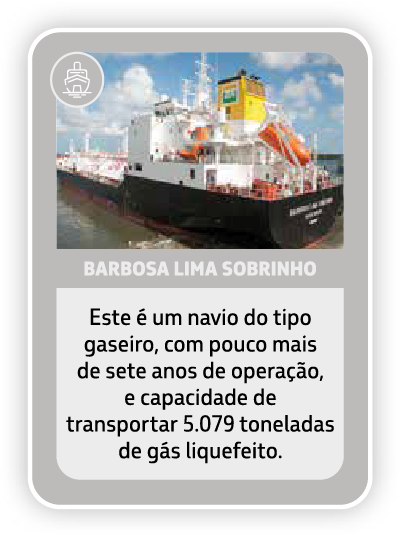 BARBOSA LIMA SOBRINHO
Este é um navio do tipo
gaseiro, com pouco mais
de sete anos de operação,
e capacidade de
transportar 5.079 toneladas
de gás liquefeito.